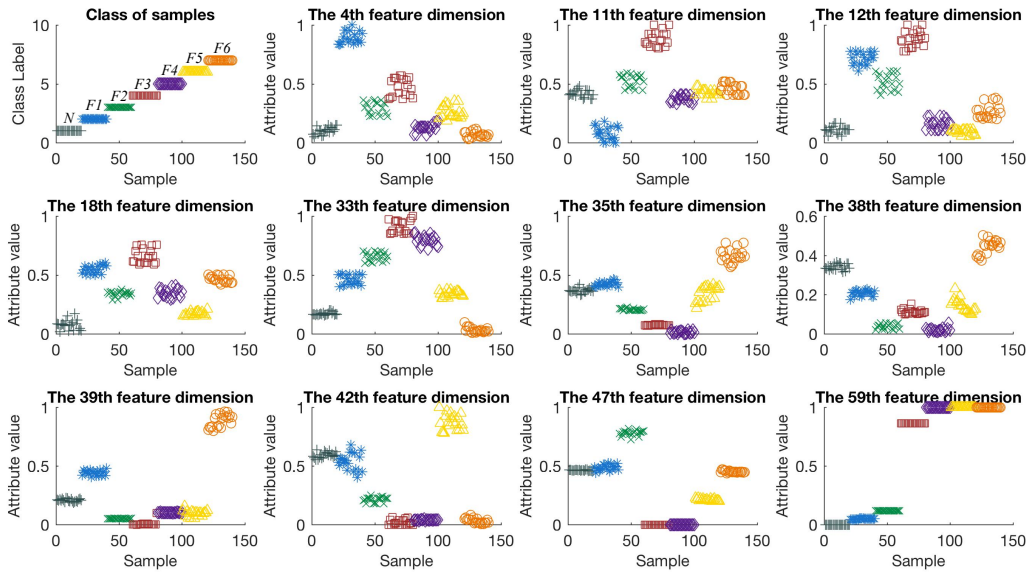 Class of samples
Class Label
10
5
0
N
F1
F2
F3
F4
F5
F6
0 50 100 150
Sample
The 4th feature dimension
Attribute value
1
0.5
0
0 50 100 150
Sample
The 11th feature dimension
Attribute value
1
0.5
0
0 50 100 150
Sample
The 12th feature dimension
Attribute value
1
0.5
0
0 50 100 150
Sample
The 18th feature dimension
Attribute value
1
0.5
0
0 50 100 150
Sample
The 33th feature dimension
Attribute value
1
0.5
0
0 50 100 150
Sample
The 35th feature dimension
Attribute value
1
0.5
0
0 50 100 150
Sample
The 38th feature dimension
Attribute value
0.6
0.4
0.2
0
0 50 100 150
Sample
The 39th feature dimension
Attribute value
1
0.5
0
0 50 100 150
Sample
The 42th feature dimension
Attribute value
1
0.5
0
0 50 100 150
Sample
The 47th feature dimension
Attribute value
1
0.5
0
0 50 100 150
Sample
The 59th feature dimension
Attribute value
1
0.5
0
0 50 100 150
Sample